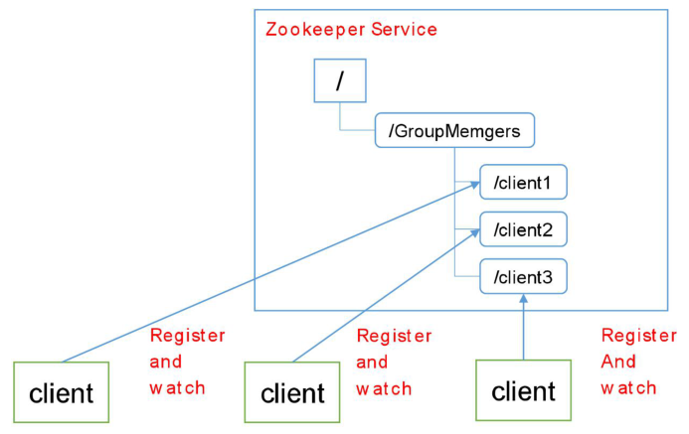 Zookeeper Service
/
/GroupMemgers
/client1
/client2
/client3
Register
and
watch
Register
and
watch
Register
And
watch
client
client
client